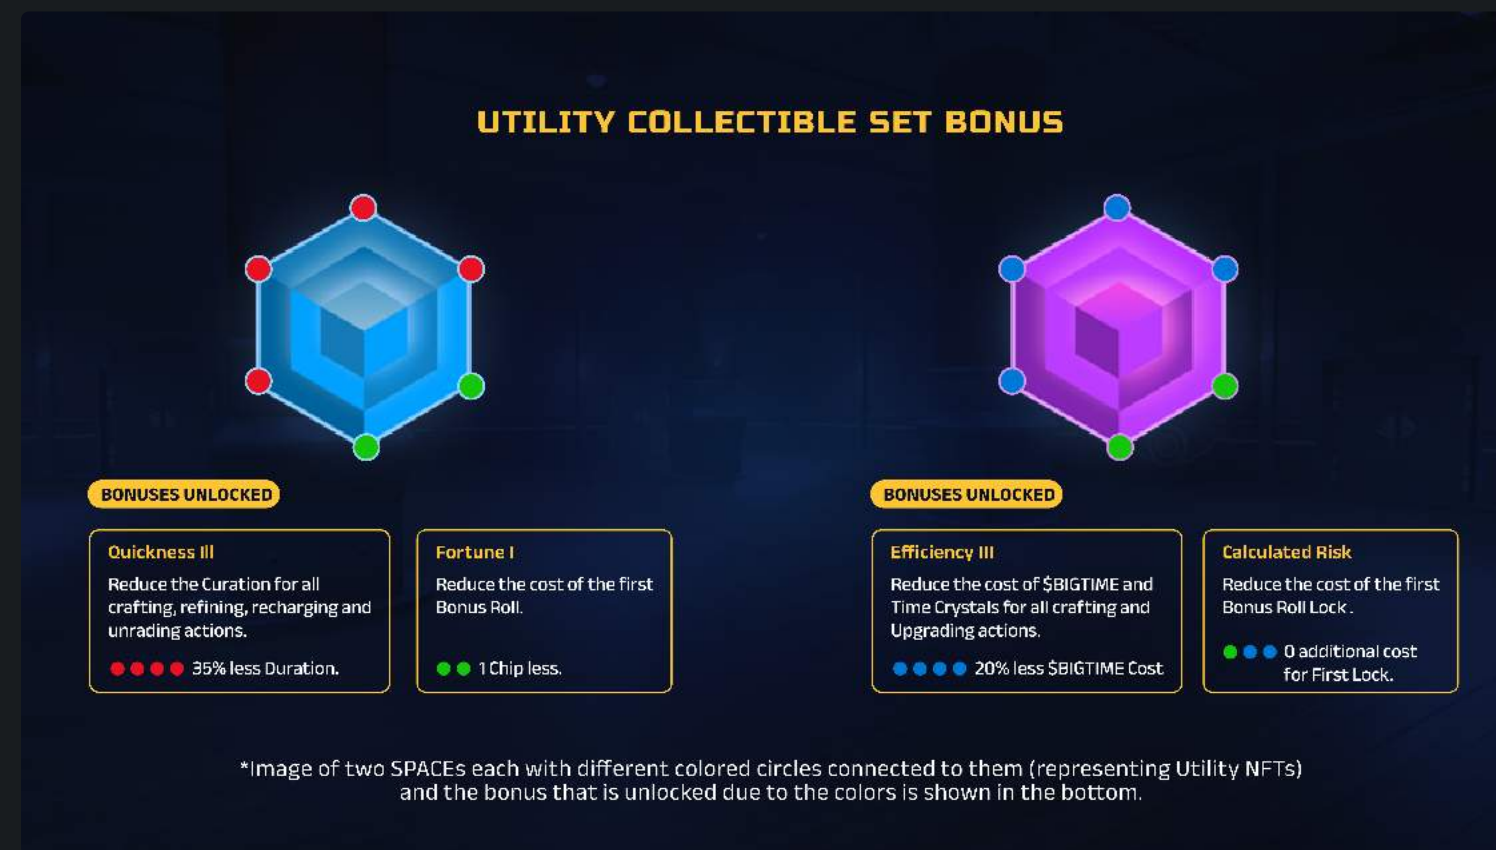 UTILITY COLLECTIBLE SET BONUS
BONUSES UNLOCKED
Quickness Ill
Reduce the Curation for all
crafting, refining, recharging and
unrading actions.
35% less Duration.
Fortune I
Reduce the cost of the first
Bonus Roll.
1 Chip less.
BONUSES UNLOCKED
Efficiency III
Reduce the cost of $BIGTIME and
Time Crystals for all crafting and
Upgrading actions.
20% less $BIGTIME Cost
Calculated Risk
Reduce the cost of the first
Bonus Roll Lock .
0 additional cost
for First Lock.
*Image of two SPACEs each with different colored circles connected to them (representing Utility NFTs)
and the bonus that is unlocked due to the colors is shown in the bottom.